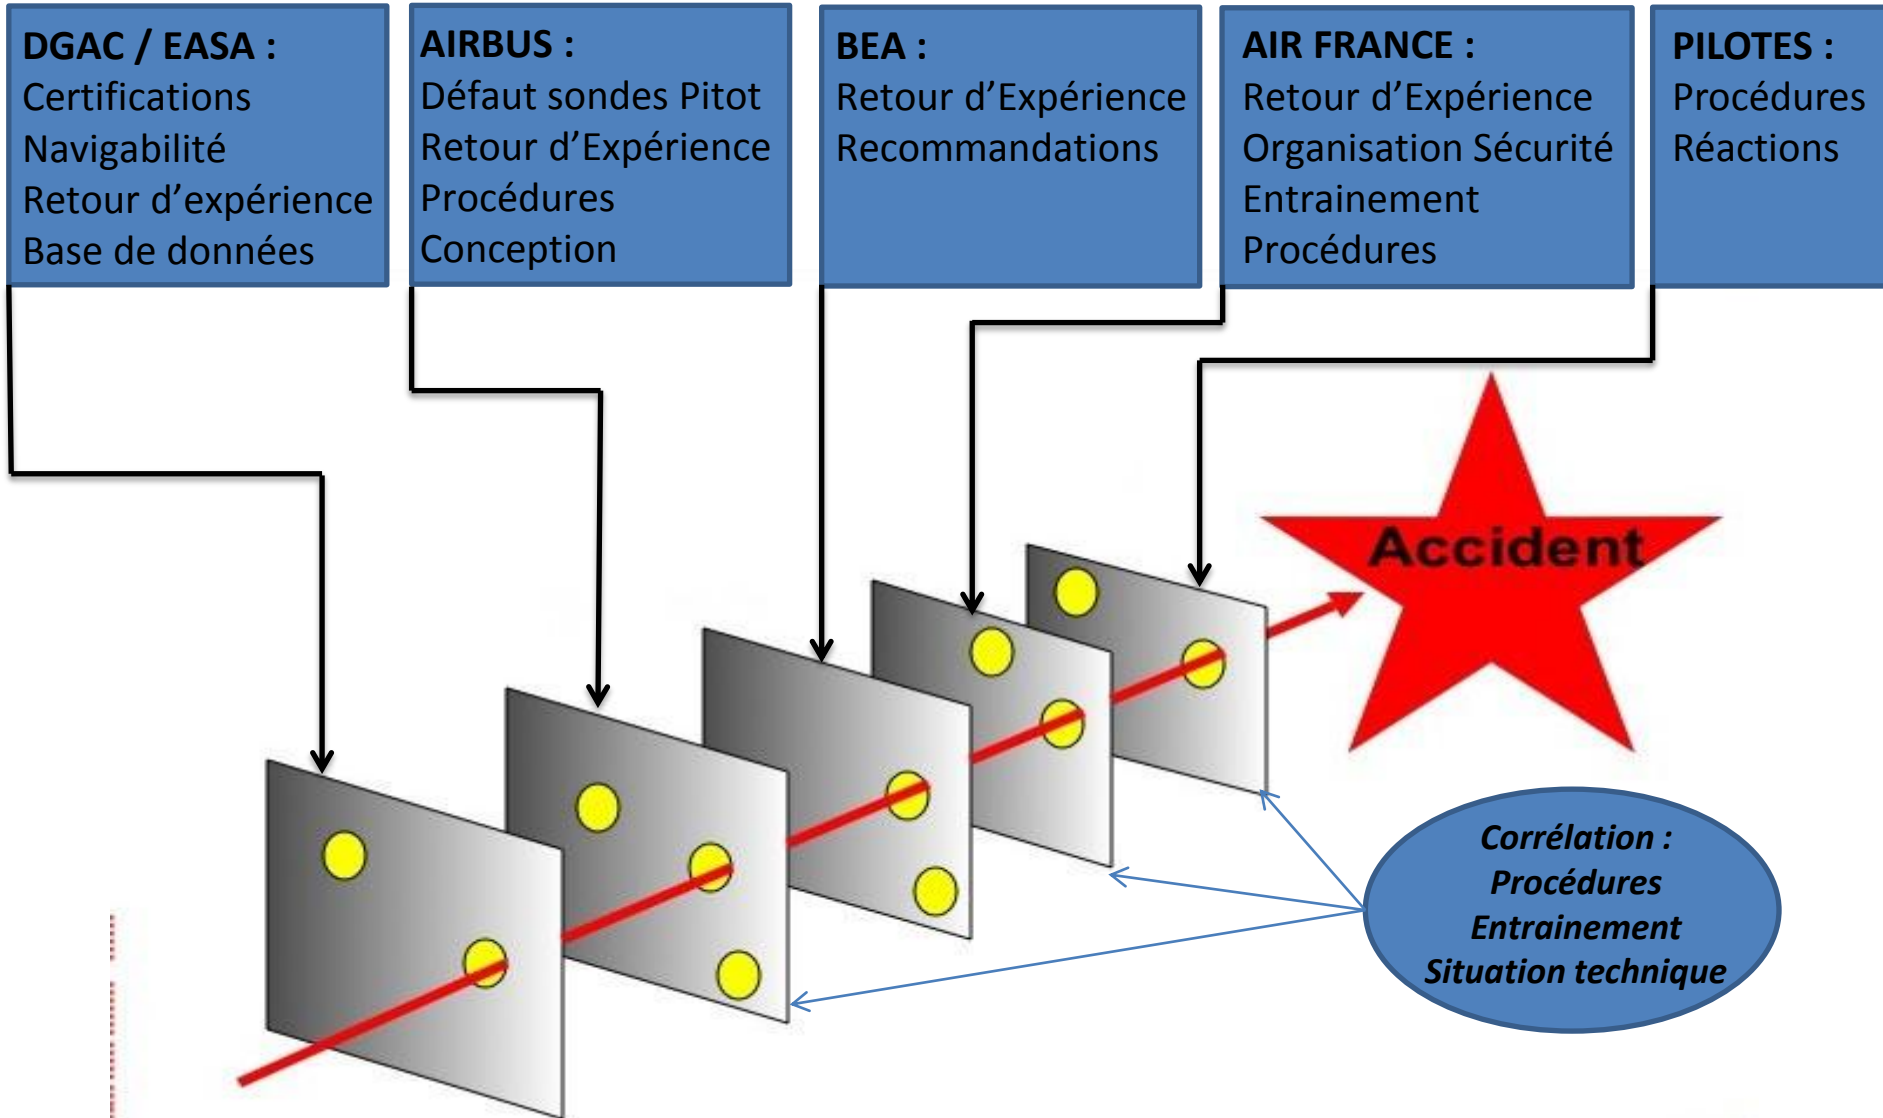 DGAC / EASA :
Certifications
Navigabilité
Retour d’expérience
Base de données
AIRBUS :
Défaut sondes Pitot
Retour d’Expérience
Procédures
Conception
BEA :
Retour d’Expérience
Recommandations
AIR FRANCE :
Retour d’Expérience
Organisation Sécurité
Entrainement
Procédures
PILOTES :
Procédures
Réactions
Accident
Corrélation :
Procédures
Entrainement
Situation technique